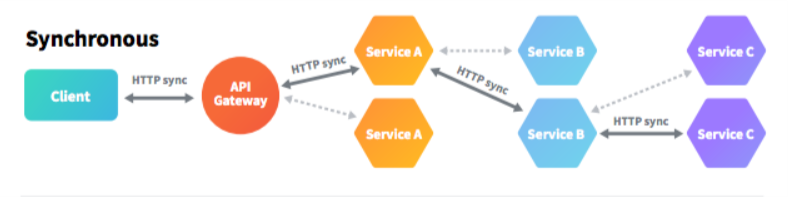 Synchronous
Client
HTTP sync
API
Gateway
HTTP sync
Service A
Service A
HTTP sync
Service B
Service B
HTTP sync
Service C
Service C